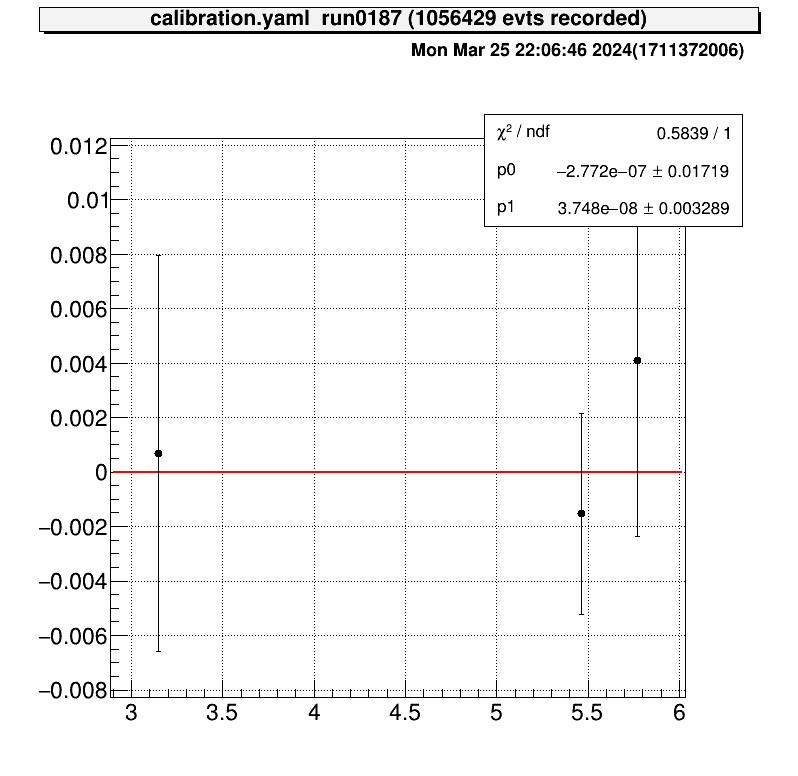 calibration.yaml run0187 (1056429 evts recorded)
Mon Mar 25 22:06:46 2024(1711372006)
χ² / ndf 0.5839 / 1
p0 −2.772e−07 ± 0.01719
p1 3.748e−08 ± 0.003289
0.012
0.01
0.008
0.006
0.004
0.002
0
−0.002
−0.004
−0.006
−0.008
3 3.5 4 4.5 5 5.5 6